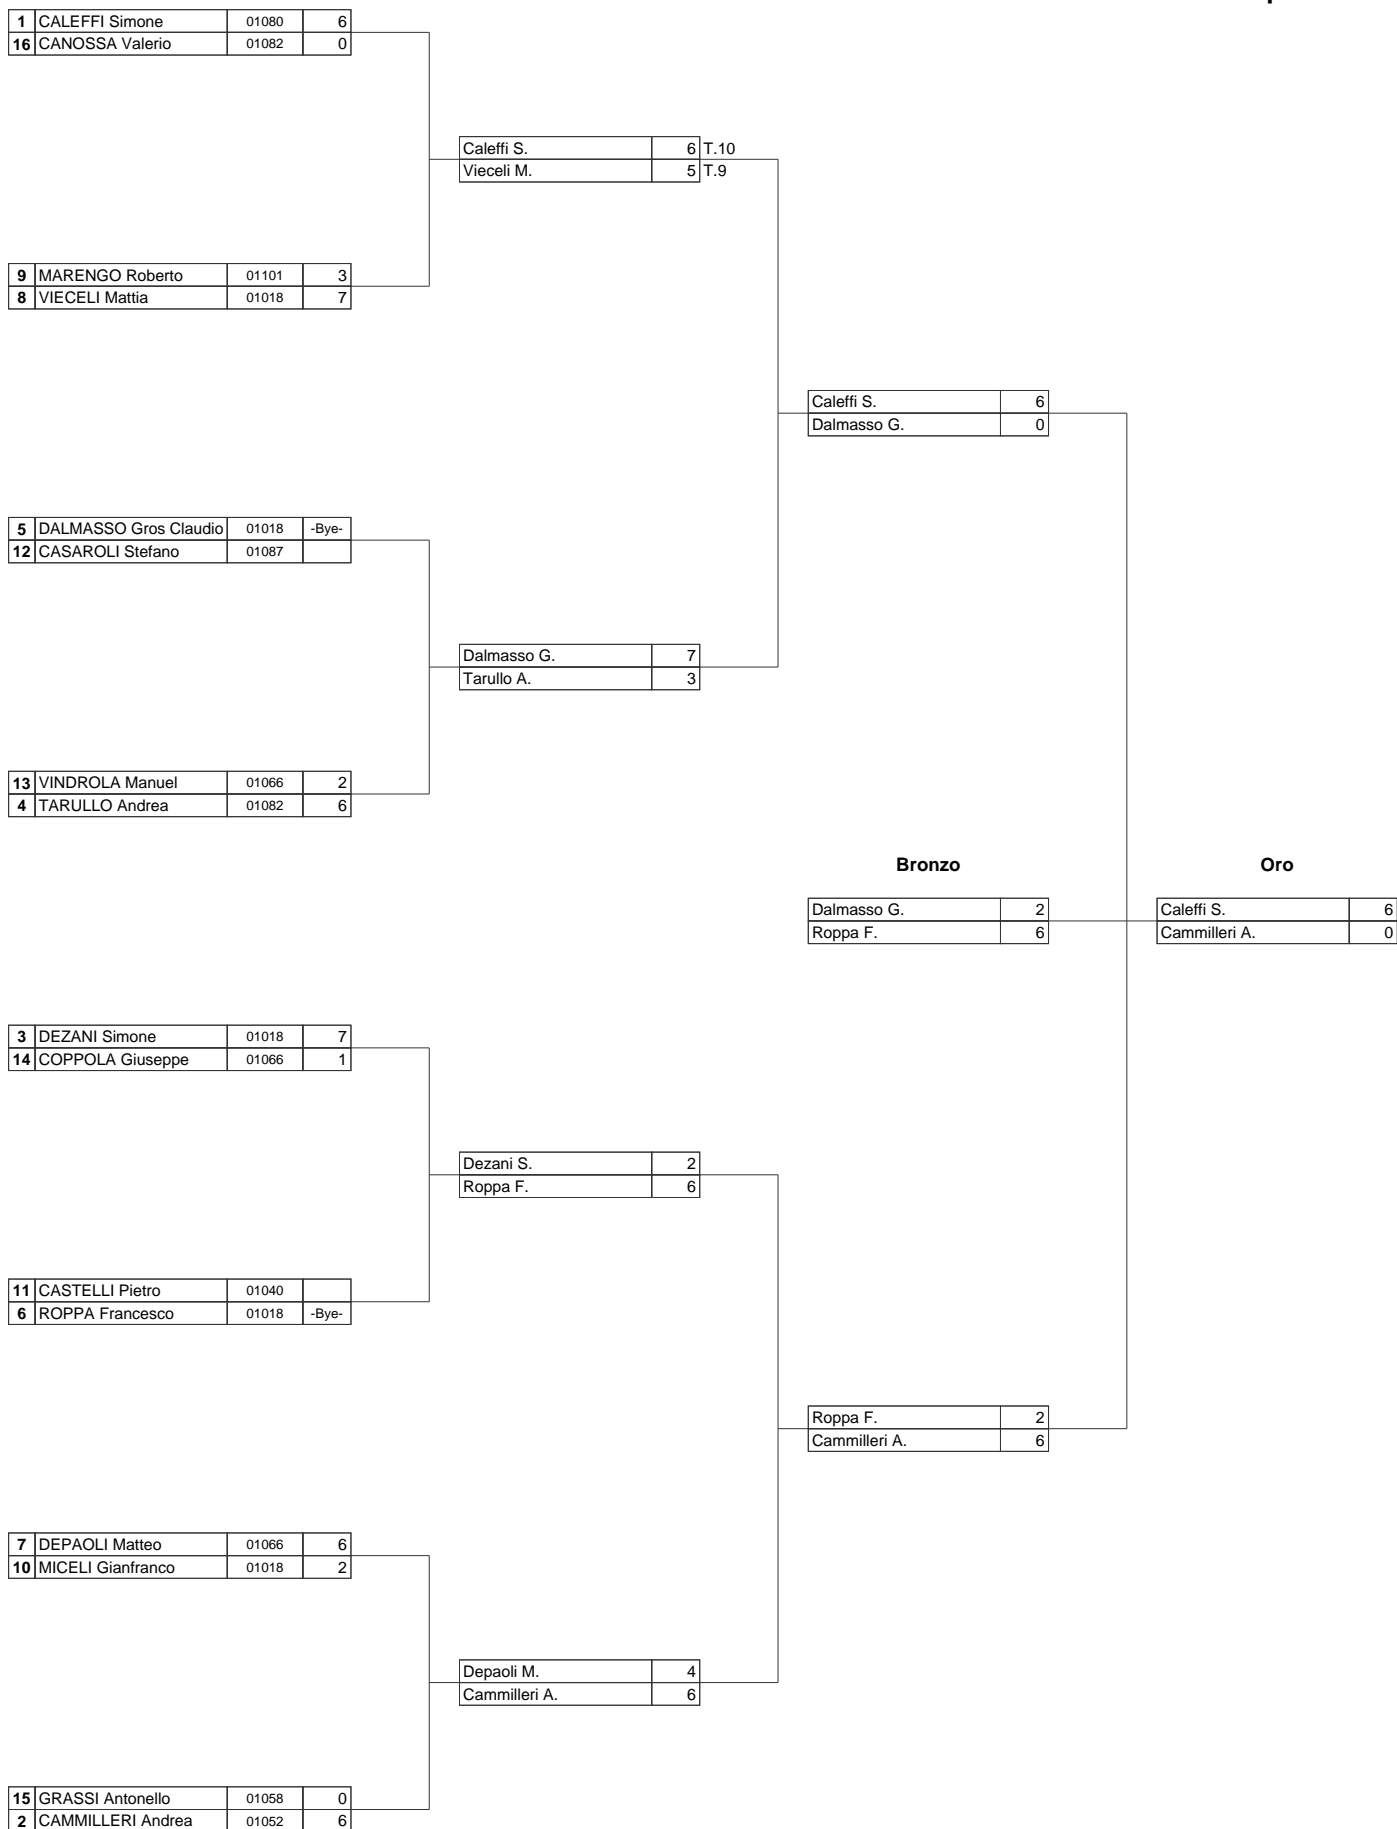 1 CALEFFI Simone 01080 6
16 CANOSSA Valerio 01082 0
Caleffi S. 6 T.10
Vieceli M. 5 T.9
9 MARENGO Roberto 01101 3
8 VIECELI Mattia 01018 7
Caleffi S. 6
Dalmasso G. 0
5 DALMASSO Gros Claudio 01018 -Bye-
12 CASAROLI Stefano 01087
Dalmasso G. 7
Tarullo A. 3
13 VINDROLA Manuel 01066 2
4 TARULLO Andrea 01082 6
Bronzo Oro
Dalmasso G. 2 Caleffi S. 6
Roppa F. 6 Cammilleri A. 0
3 DEZANI Simone 01018 7
14 COPPOLA Giuseppe 01066 1
Dezani S. 2
Roppa F. 6
11 CASTELLI Pietro 01040
6 ROPPA Francesco 01018 -Bye-
Roppa F. 2
Cammilleri A. 6
7 DEPAOLI Matteo 01066 6
10 MICELI Gianfranco 01018 2
Depaoli M. 4
Cammilleri A. 6
15 GRASSI Antonello 01058 0
2 CAMMILLERI Andrea 01052 6